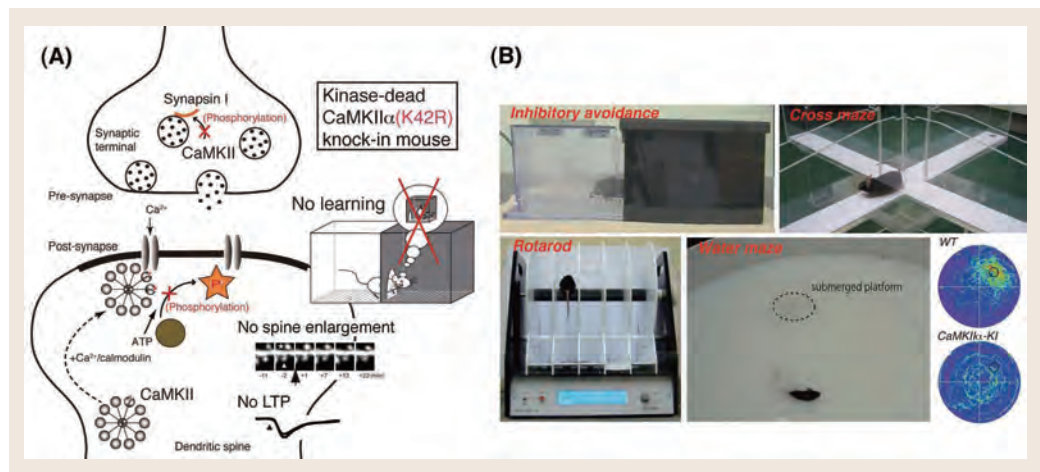 (A)
Synapsin I
(Phosphorylation)
CaMKII
Synaptic
terminal
Pre-synapse
Kinase-dead
CaMKIIα(K42R)
knock-in mouse
Ca²⁺
No learning
Post-synapse
(Phosphorylation)
ATP
+Ca²⁺/calmodulin
No spine enlargement
-11 -2 +1 +7 +13 +22(min)
CaMKII
No LTP
Dendritic spine
(B)
Inhibitory avoidance
Cross maze
Rotarod
Water maze
submerged platform
WT
CaMKIIα-KI